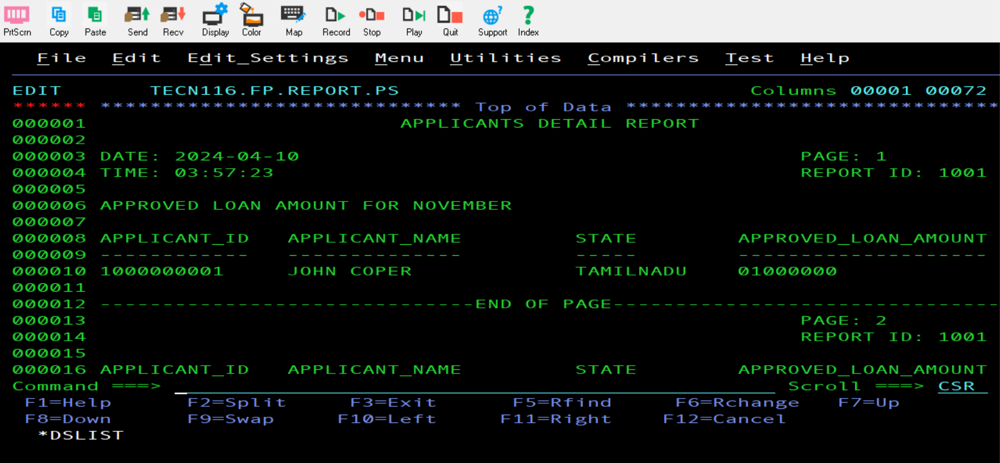 PrtScrn Copy Paste Send Recv Display Color Map Record Stop Play Quit Support Index
File Edit Edit_Settings Menu Utilities Compilers Test Help
EDIT TECN116.FP.REPORT.PS Columns 00001 00072
****** ***************************** Top of Data ******************************
000001 APPLICANTS DETAIL REPORT
000002
000003 DATE: 2024-04-10 PAGE: 1
000004 TIME: 03:57:23 REPORT ID: 1001
000005
000006 APPROVED LOAN AMOUNT FOR NOVEMBER
000007
000008 APPLICANT_ID APPLICANT_NAME STATE APPROVED_LOAN_AMOUNT
000009 ------------ -------------- ----- --------------------
000010 1000000001 JOHN COPER TAMILNADU 01000000
000011
000012 ------------------------------END OF PAGE-------------------------------
000013 PAGE: 2
000014 REPORT ID: 1001
000015
000016 APPLICANT_ID APPLICANT_NAME STATE APPROVED_LOAN_AMOUNT
Command ===> Scroll ===> CSR
F1=Help F2=Split F3=Exit F5=Rfind F6=Rchange F7=Up
F8=Down F9=Swap F10=Left F11=Right F12=Cancel
*DSLIST